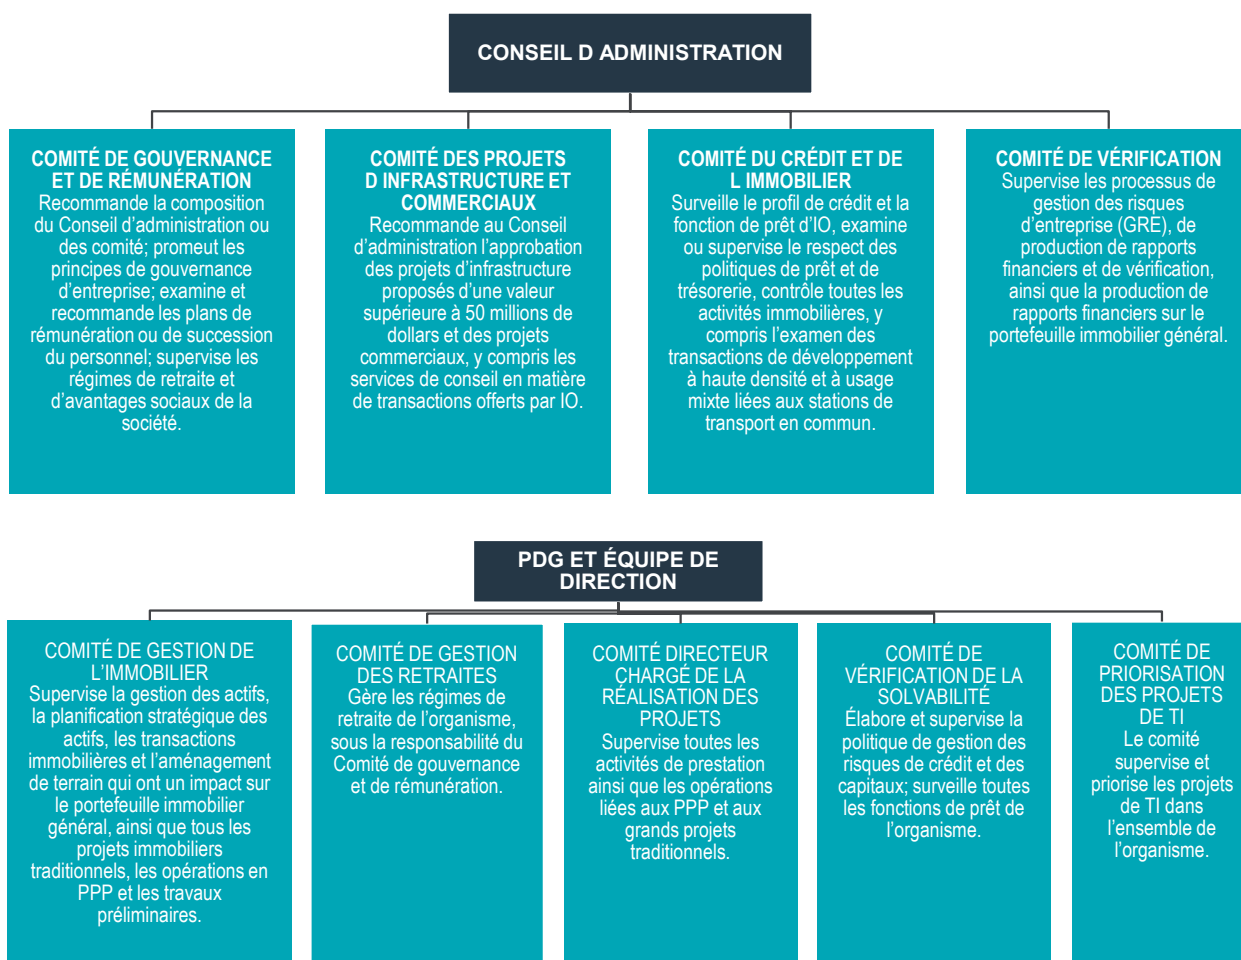 CONSEIL D ADMINISTRATION
COMITÉ DE GOUVERNANCE
ET DE RÉMUNÉRATION
Recommande la composition
du Conseil d’administration ou
des comité; promeut les
principes de gouvernance
d’entreprise; examine et
recommande les plans de
rémunération ou de succession
du personnel; supervise les
régimes de retraite et
d’avantages sociaux de la
société.
COMITÉ DES PROJETS
D INFRASTRUCTURE ET
COMMERCIAUX
Recommande au Conseil
d’administration l’approbation
des projets d’infrastructure
proposés d’une valeur
supérieure à 50 millions de
dollars et des projets
commerciaux, y compris les
services de conseil en matière
de transactions offerts par IO.
COMITÉ DU CRÉDIT ET DE
L IMMOBILIER
Surveille le profil de crédit et la
fonction de prêt d’IO, examine
ou supervise le respect des
politiques de prêt et de
trésorerie, contrôle toutes les
activités immobilières, y
compris l’examen des
transactions de développement
à haute densité et à usage
mixte liées aux stations de
transport en commun.
COMITÉ DE VÉRIFICATION
Supervise les processus de
gestion des risques
d’entreprise (GRE), de
production de rapports
financiers et de vérification,
ainsi que la production de
rapports financiers sur le
portefeuille immobilier général.
PDG ET ÉQUIPE DE
DIRECTION
COMITÉ DE GESTION DE
L’IMMOBILIER
Supervise la gestion des actifs,
la planification stratégique des
actifs, les transactions
immobilières et l’aménagement
de terrain qui ont un impact sur
le portefeuille immobilier
général, ainsi que tous les
projets immobiliers
traditionnels, les opérations en
PPP et les travaux
préliminaires.
COMITÉ DE GESTION
DES RETRAITES
Gère les régimes de
retraite de l’organisme,
sous la responsabilité du
Comité de gouvernance
et de rémunération.
COMITÉ DIRECTEUR
CHARGÉ DE LA
RÉALISATION DES
PROJETS
Supervise toutes les
activités de prestation
ainsi que les opérations
liées aux PPP et aux
grands projets
traditionnels.
COMITÉ DE
VÉRIFICATION DE LA
SOLVABILITÉ
Élabore et supervise la
politique de gestion des
risques de crédit et des
capitaux; surveille toutes
les fonctions de prêt de
l’organisme.
COMITÉ DE
PRIORISATION
DES PROJETS
DE TI
Le comité
supervise et
priorise les projets
de TI dans
l’ensemble de
l’organisme.